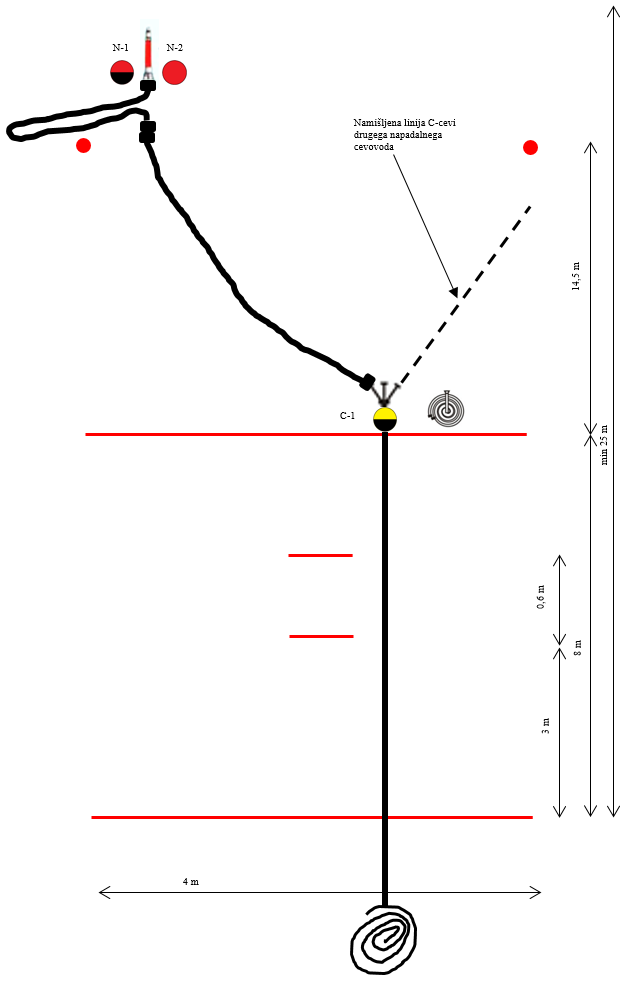 N-1
N-2
Namišljena linija C-cevi
drugega napadalnega
cevovoda
14,5 m
C-1
min 25 m
0,6 m
8 m
3 m
4 m